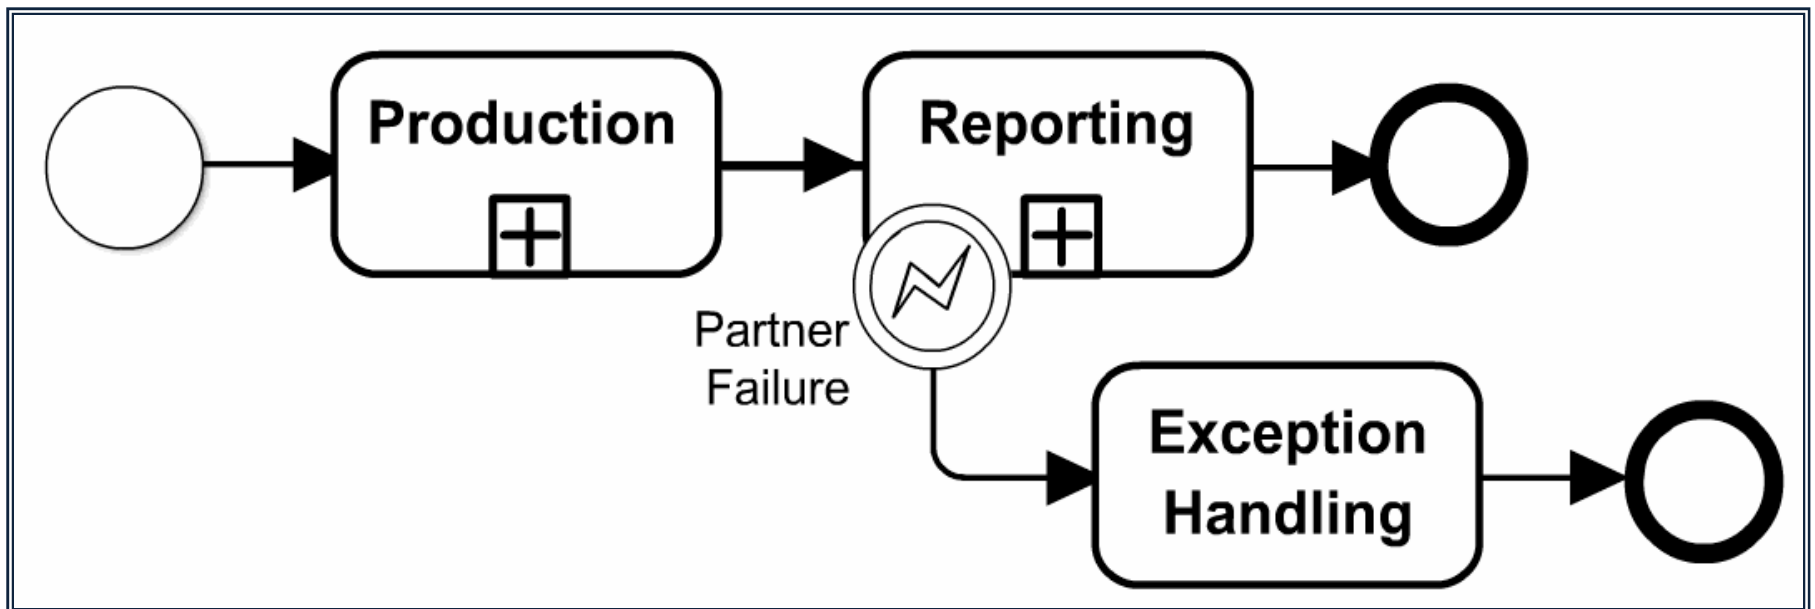 Production
Reporting
Partner
Failure
Exception
Handling